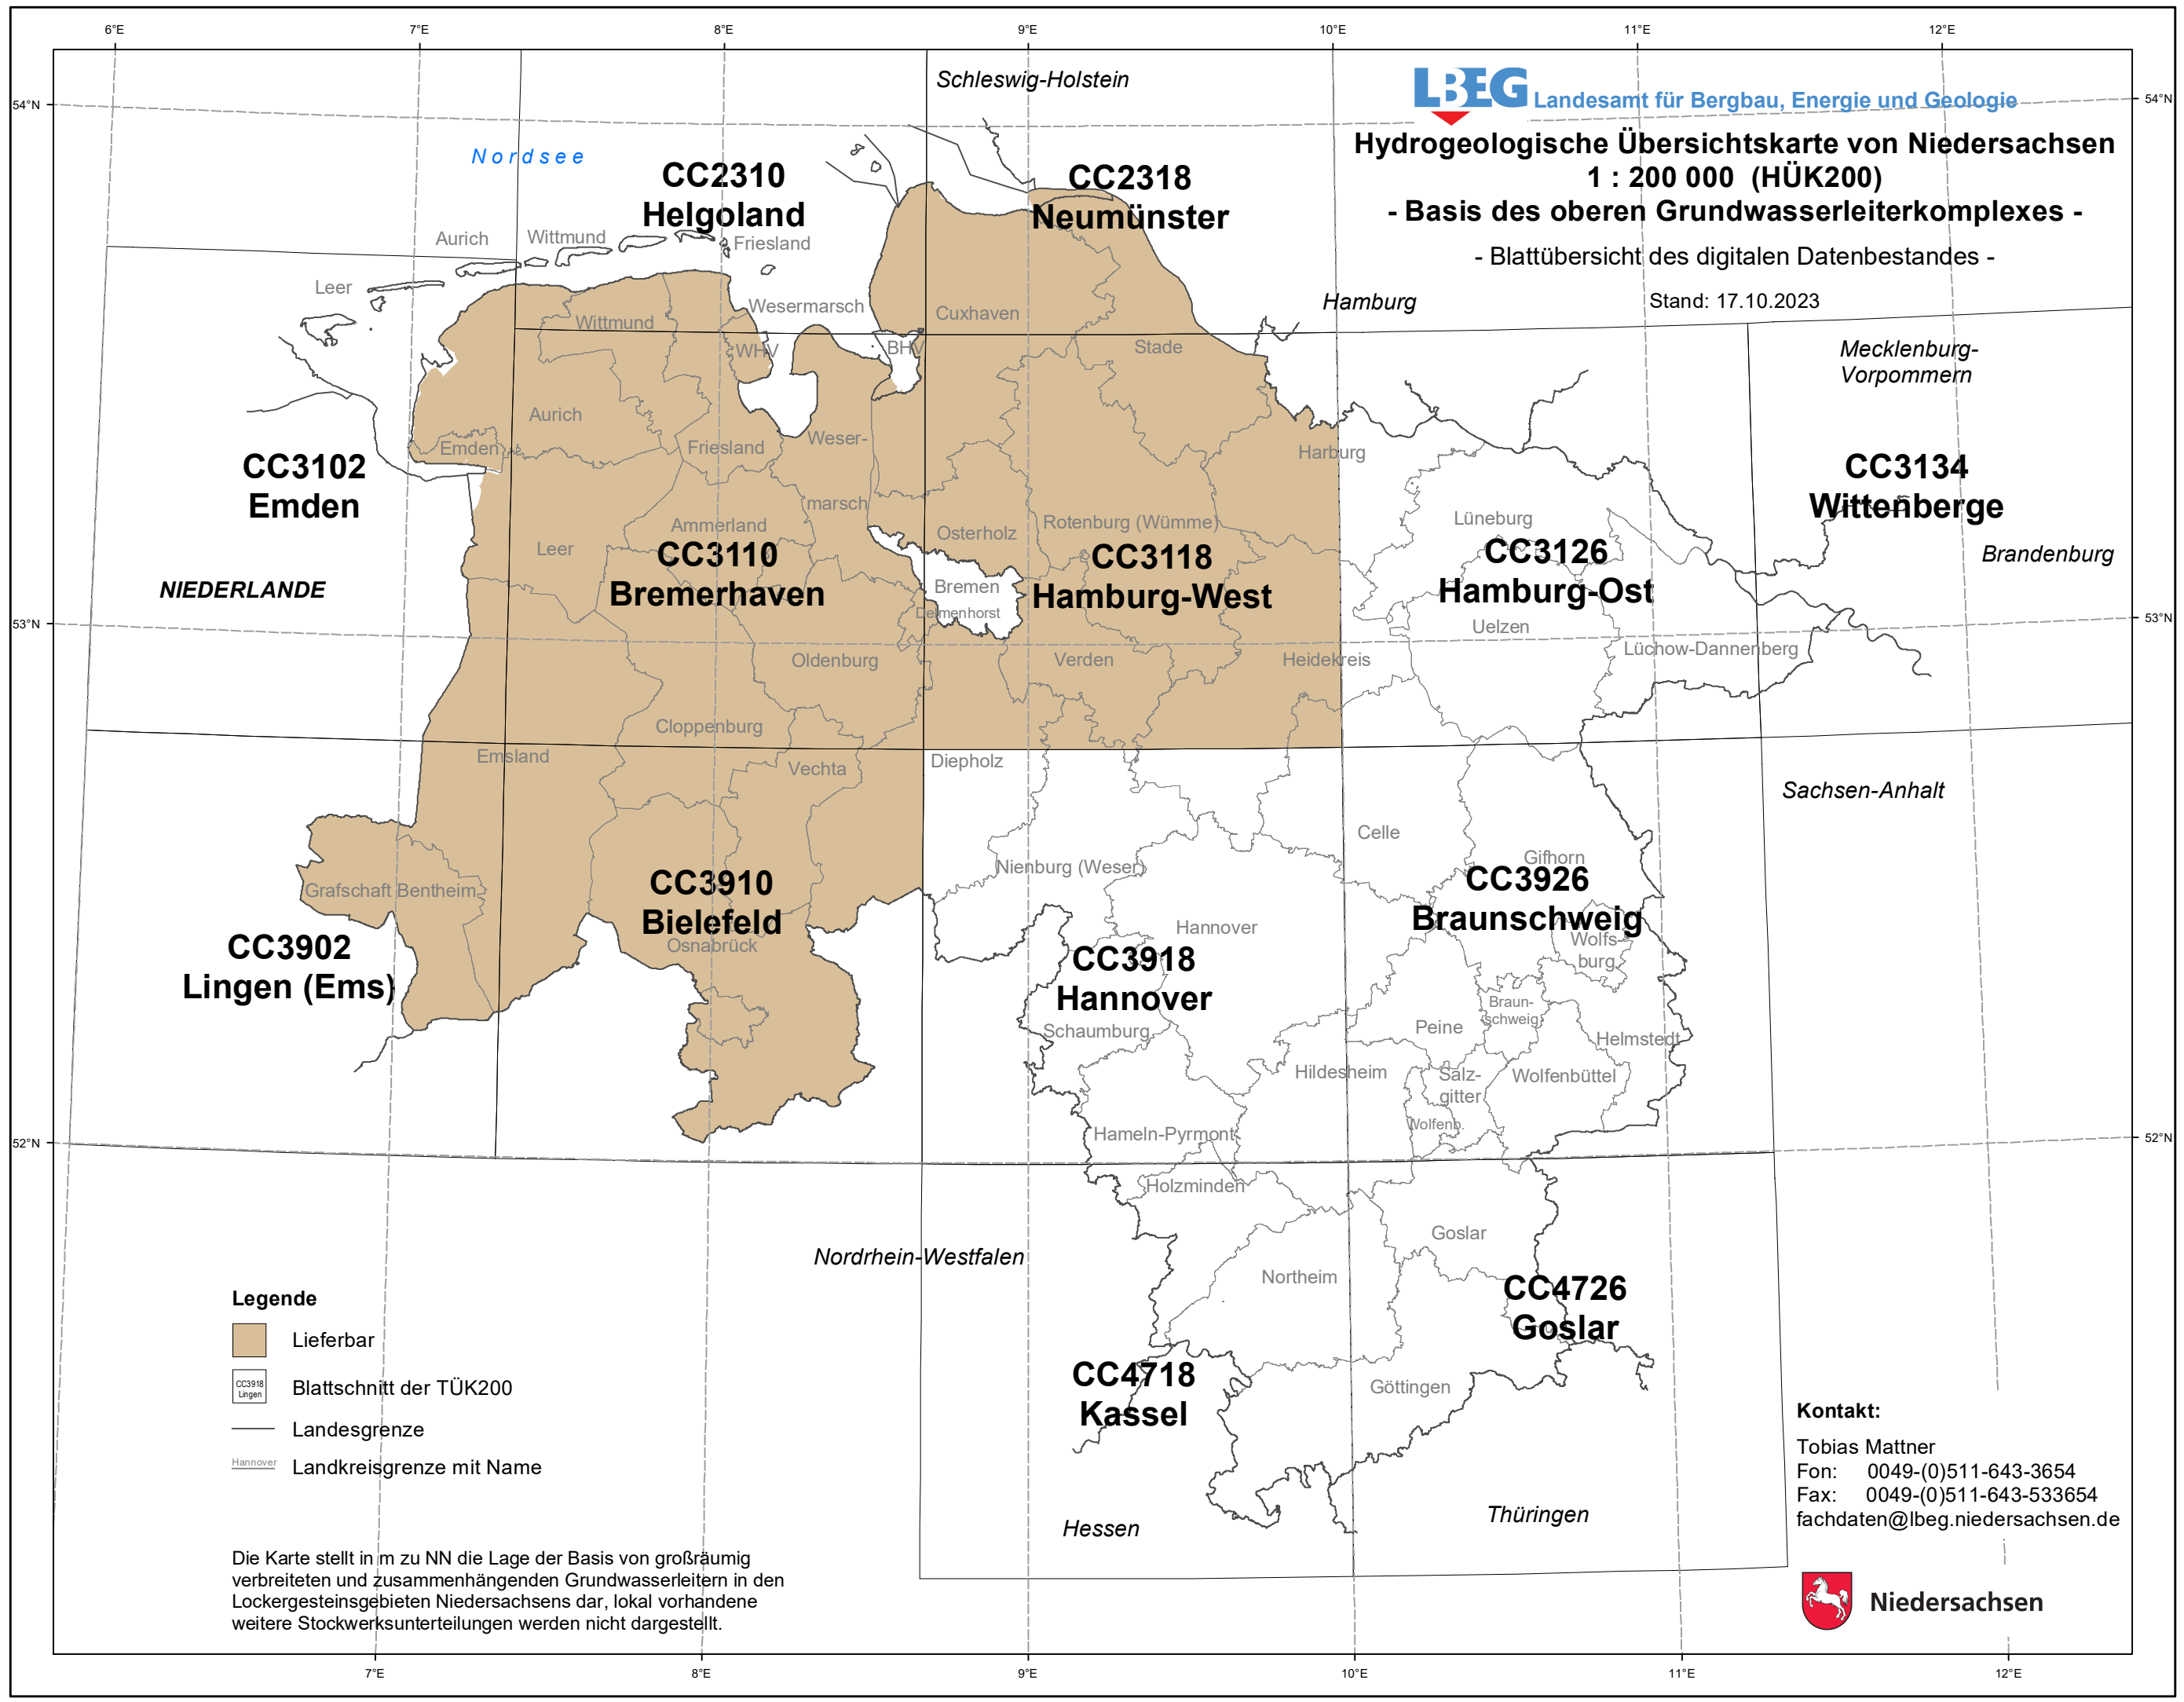 6°E
7°E
8°E
9°E
10°E
11°E
12°E
54°N
54°N
53°N
53°N
52°N
52°N
LBEG Landesamt für Bergbau, Energie und Geologie
Hydrogeologische Übersichtskarte von Niedersachsen
1 : 200 000 (HÜK200)
- Basis des oberen Grundwasserleiterkomplexes -
- Blattübersicht des digitalen Datenbestandes -
Stand: 17.10.2023
Schleswig-Holstein
Nordsee
CC2310
Helgoland
CC2318
Neumünster
Aurich
Wittmund
Friesland
Leer
Wesermarsch
Hamburg
Cuxhaven
Wittmund
WHV
BHV
Stade
Mecklenburg-
Vorpommern
Aurich
Emden
Friesland
Weser-
marsch
Harburg
CC3102
Emden
CC3134
Wittenberge
Brandenburg
Ammerland
Osterholz
Rotenburg (Wümme)
Lüneburg
Leer
CC3110
Bremerhaven
CC3118
Hamburg-West
CC3126
Hamburg-Ost
NIEDERLANDE
Bremen
Delmenhorst
Uelzen
Oldenburg
Verden
Heidekreis
Lüchow-Dannenberg
Cloppenburg
Emsland
Vechta
Diepholz
Sachsen-Anhalt
Celle
Gifhorn
Nienburg (Weser)
Grafschaft Bentheim
CC3910
Bielefeld
Osnabrück
CC3926
Braunschweig
Hannover
Wolfs-
burg
CC3902
Lingen (Ems)
CC3918
Hannover
Schaumburg
Braun-
schweig
Peine
Helmstedt
Hildesheim
Salz-
gitter
Wolfenbüttel
Wolfenb.
Hameln-Pyrmont
Holzminden
Goslar
Nordrhein-Westfalen
Northeim
CC4726
Goslar
CC4718
Kassel
Göttingen
Hessen
Thüringen
Legende
Lieferbar
CC3918
Lingen
Blattschnitt der TÜK200
Landesgrenze
Hannover
Landkreisgrenze mit Name
Die Karte stellt in m zu NN die Lage der Basis von großräumig
verbreiteten und zusammenhängenden Grundwasserleitern in den
Lockergesteinsgebieten Niedersachsens dar, lokal vorhandene
weitere Stockwerksunterteilungen werden nicht dargestellt.
Kontakt:
Tobias Mattner
Fon: 0049-(0)511-643-3654
Fax: 0049-(0)511-643-533654
fachdaten@lbeg.niedersachsen.de
Niedersachsen
7°E
8°E
9°E
10°E
11°E
12°E